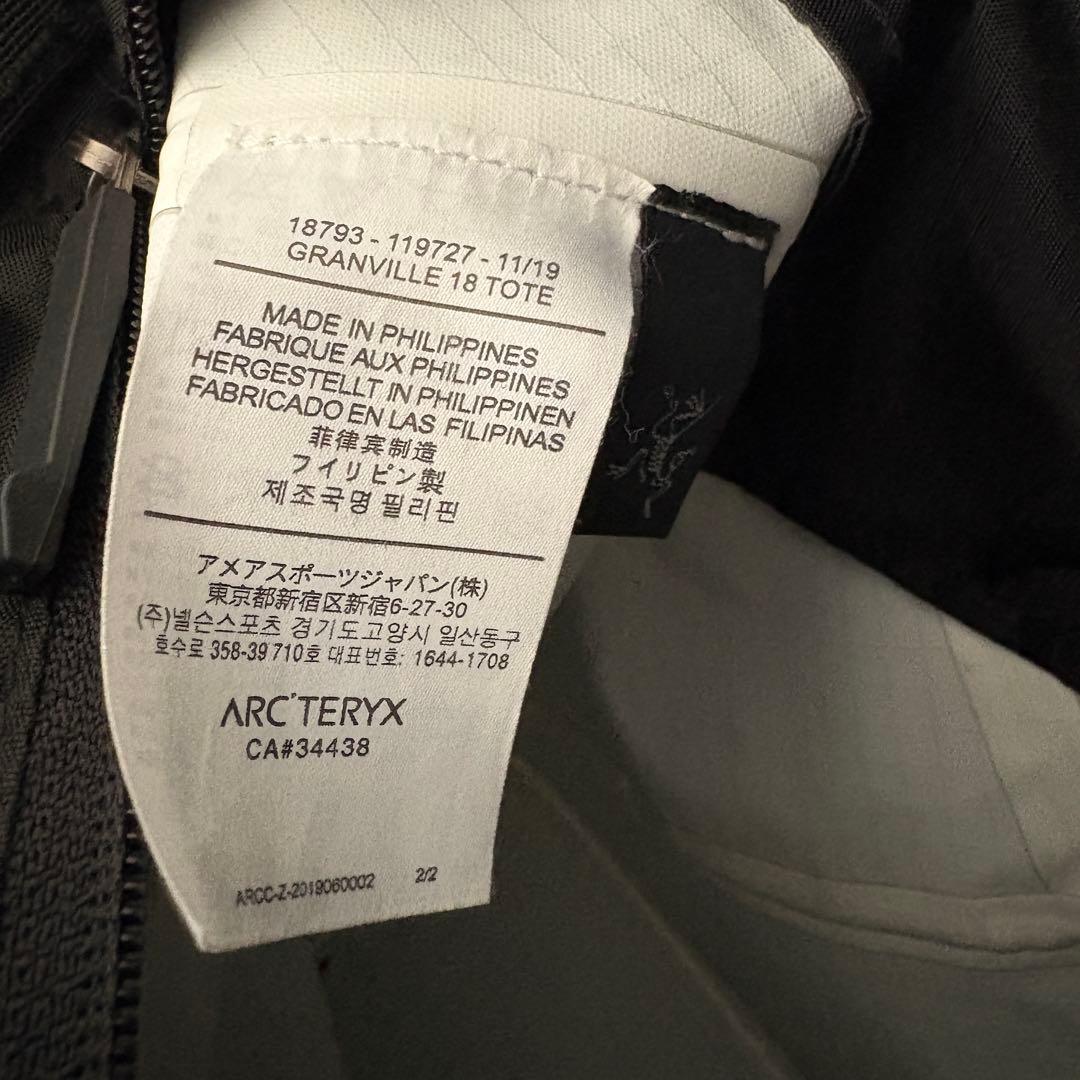 18793 - 119727 - 11/19
GRANVILLE 18 TOTE
MADE IN PHILIPPINES
FABRIQUE AUX PHILIPPINES
HERGESTELLT IN PHILIPPINEN
FABRICADO EN LAS FILIPINAS
菲律宾制造
フィリピン製
제조국명 필리핀
アメアスポーツジャパン(株)
東京都新宿区新宿6-27-30
(주)넬슨스포츠 경기도고양시 일산동구
호수로 358-39 710호 대표번호: 1644-1708
ARC'TERYX
CA#34438
ARCC-Z-2019060002 2/2